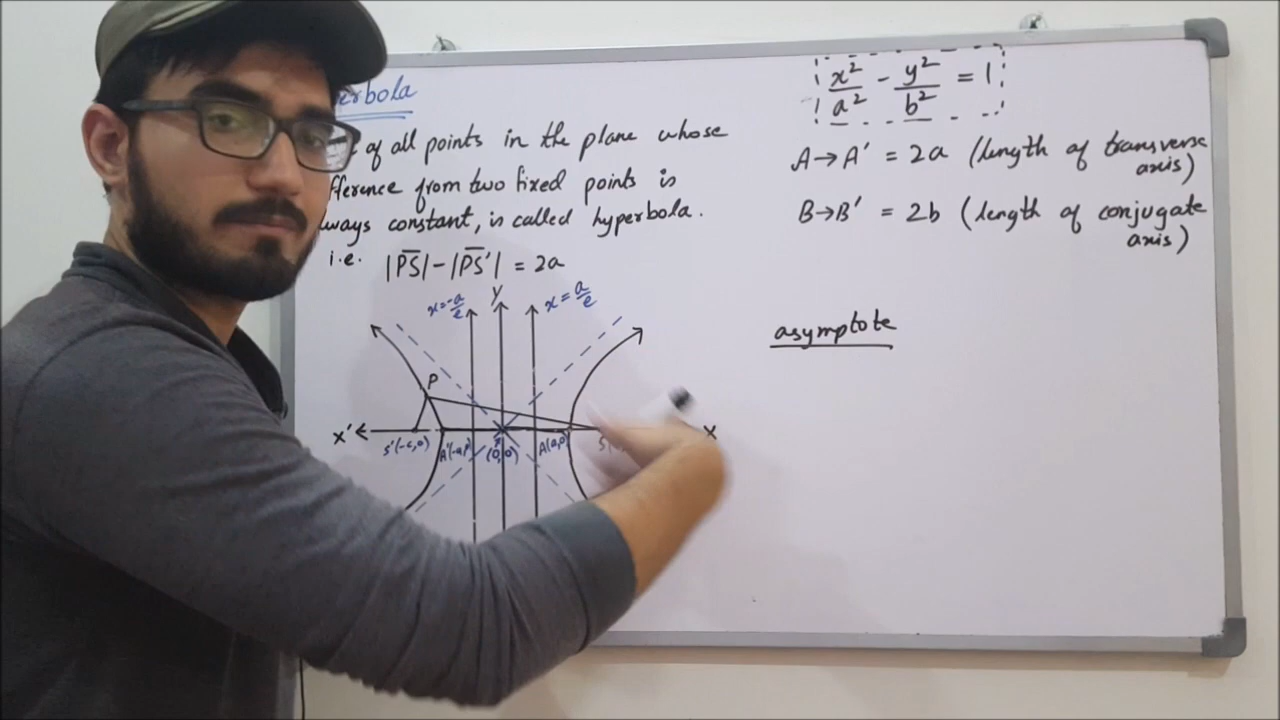 erbola
of all points in the plane whose
fference from two fixed points is
ways constant, is called hyperbola.
i.e. |PS̅| - |PS̅'| = 2a
x²/a² - y²/b² = 1
A → A' = 2a (length of transverse
axis)
B → B' = 2b (length of conjugate
axis)
asymptote
x = -a/e
y
x = a/e
P
x'
x
S'(-c,0)
A'(-a,0)
(0,0)
A(a,0)